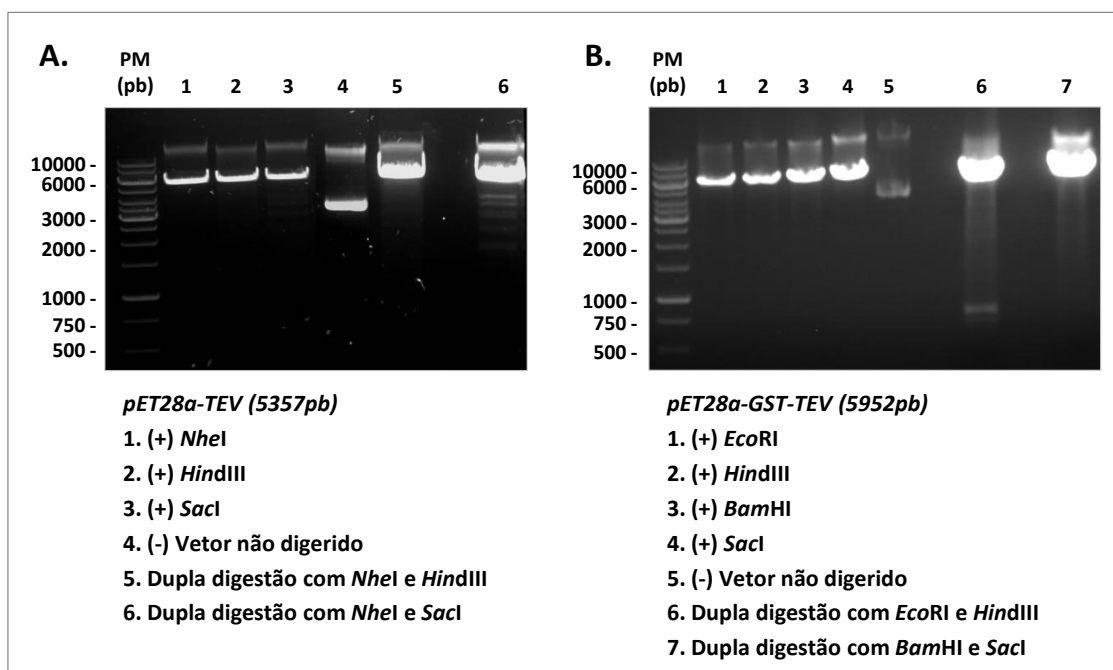 A.
PM
(pb)
1 2 3 4 5 6
10000 -
6000 -
3000 -
2000 -
1000 -
750 -
500 -
pET28a-TEV (5357pb)
1. (+) NheI
2. (+) HindIII
3. (+) SacI
4. (-) Vetor não digerido
5. Dupla digestão com NheI e HindIII
6. Dupla digestão com NheI e SacI
B.
PM
(pb)
1 2 3 4 5 6 7
10000 -
6000 -
3000 -
2000 -
1000 -
750 -
500 -
pET28a-GST-TEV (5952pb)
1. (+) EcoRI
2. (+) HindIII
3. (+) BamHI
4. (+) SacI
5. (-) Vetor não digerido
6. Dupla digestão com EcoRI e HindIII
7. Dupla digestão com BamHI e SacI